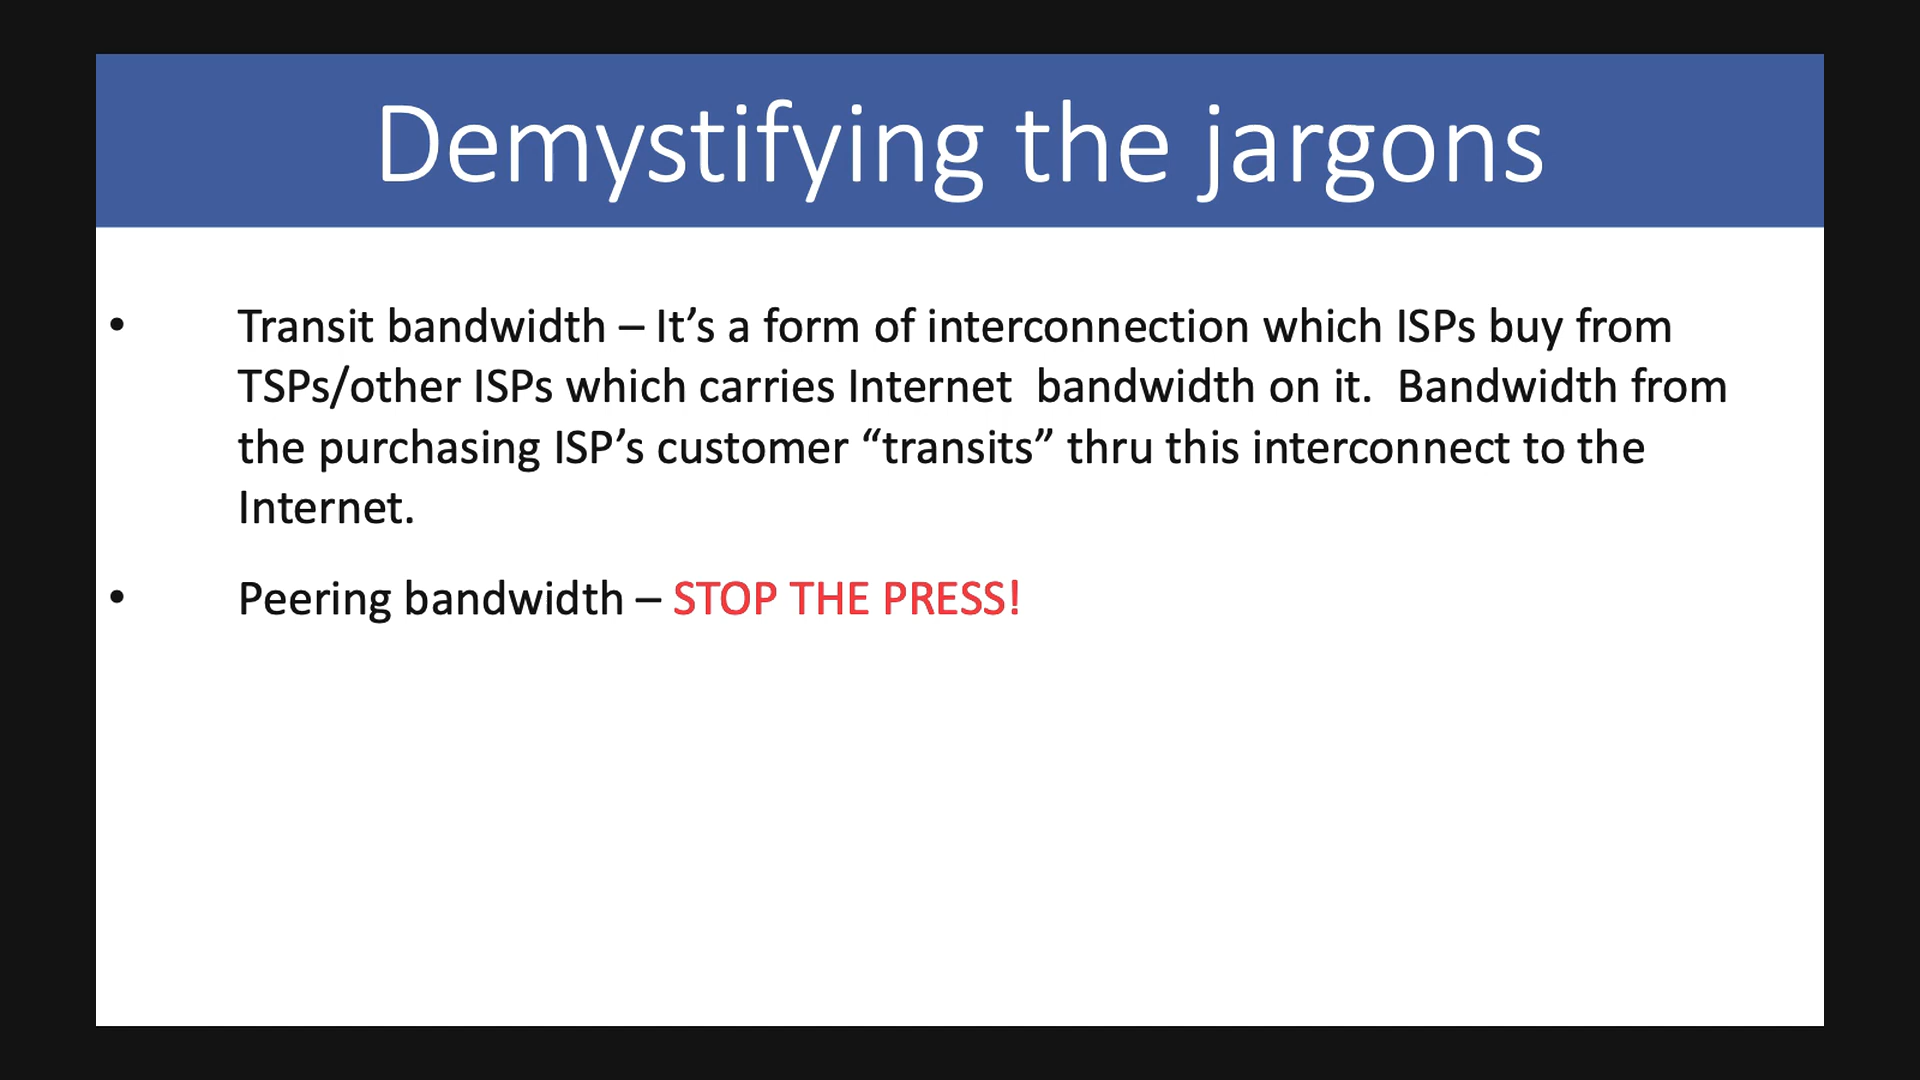 Demystifying the jargons
• Transit bandwidth – It’s a form of interconnection which ISPs buy from
TSPs/other ISPs which carries Internet  bandwidth on it.  Bandwidth from
the purchasing ISP’s customer “transits” thru this interconnect to the
Internet.
• Peering bandwidth – STOP THE PRESS!